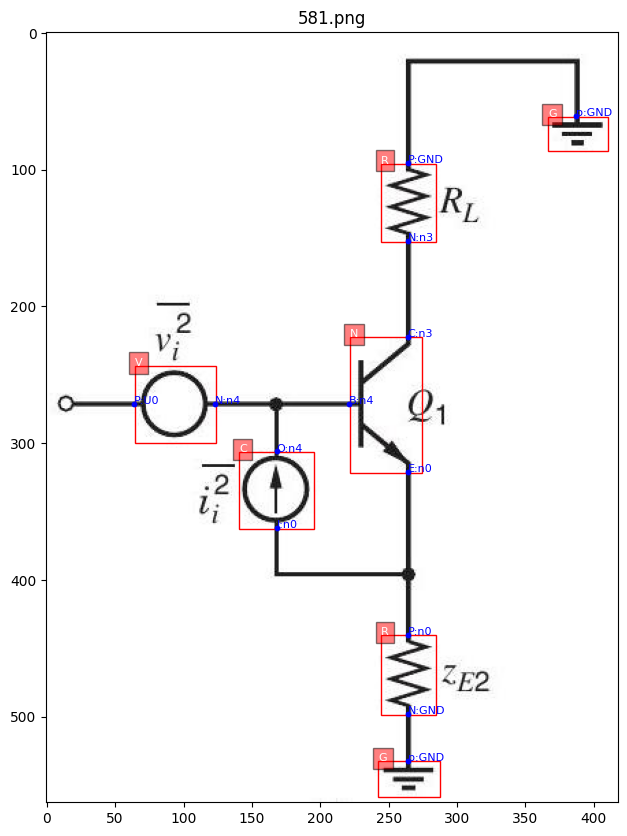 581.png
0
100
200
300
400
500
0
50
100
150
200
250
300
350
400
G
o:GND
R
P:GND
R_L
N:n3
\overline{v_i^2}
N
C:n3
V
P:U0
N:n4
B:n4
Q_1
C
O:n4
\overline{i_i^2}
E:n0
I:n0
R
P:n0
z_{E2}
N:GND
G
o:GND